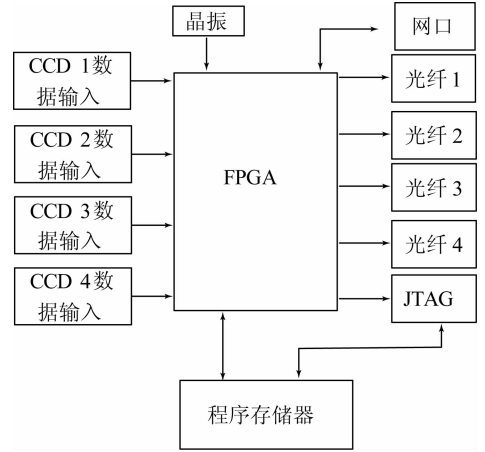 晶振
网口
CCD 1数
据输入
光纤1
CCD 2数
据输入
光纤2
FPGA
CCD 3数
据输入
光纤3
光纤4
CCD 4数
据输入
JTAG
程序存储器